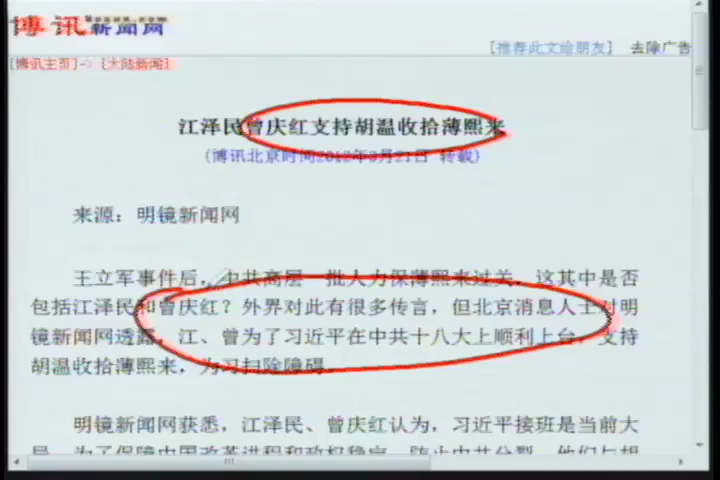 博讯新闻网
[推荐此文给朋友] 去除广告
[博讯主页]->[大陆新闻]
江泽民曾庆红支持胡温收拾薄熙来
(博讯北京时间2012年3月21日 转载)
来源：明镜新闻网
王立军事件后，中共高层一批人力保薄熙来过关，这其中是否
包括江泽民和曾庆红？外界对此有很多传言，但北京消息人士对明
镜新闻网透露，江、曾为了习近平在中共十八大上顺利上台，支持
胡温收拾薄熙来，为习扫除障碍。
明镜新闻网获悉，江泽民、曾庆红认为，习近平接班是当前大